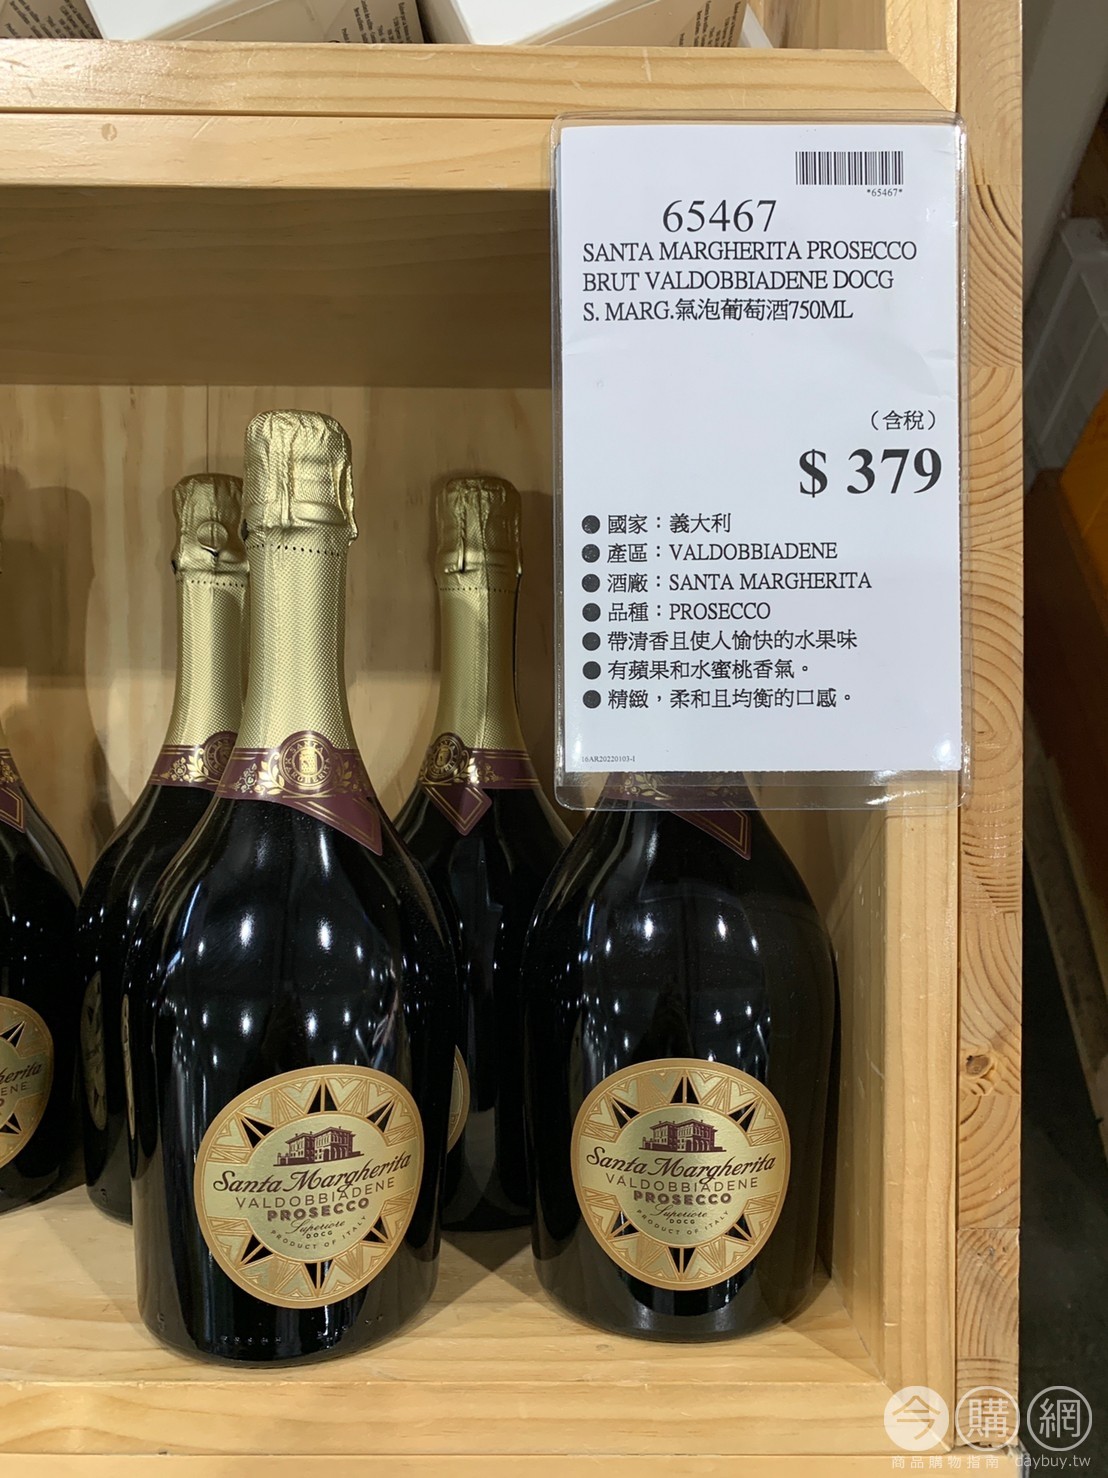 *65467*
65467
SANTA MARGHERITA PROSECCO
BRUT VALDOBBIADENE DOCG
S. MARG.氣泡葡萄酒750ML
（含稅）
$ 379
● 國家：義大利
● 產區：VALDOBBIADENE
● 酒廠：SANTA MARGHERITA
● 品種：PROSECCO
● 帶清香且使人愉快的水果味
● 有蘋果和水蜜桃香氣。
● 精緻，柔和且均衡的口感。
Santa Margherita
VALDOBBIADENE
PROSECCO
Superiore
DOCG
PRODUCT OF ITALY
Santa Margherita
VALDOBBIADENE
PROSECCO
Superiore
DOCG
PRODUCT OF ITALY
今購網
商品購物指南 daybuy.tw